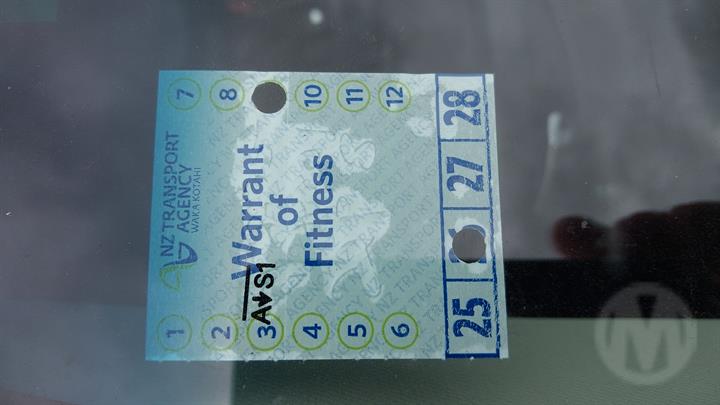 NZ TRANSPORT
AGENCY
WAKA KOTAHI
1 7
2 8
Warrant
of
Fitness
A↓S1
3
4 10
5 11
6 12
25 27 28
M